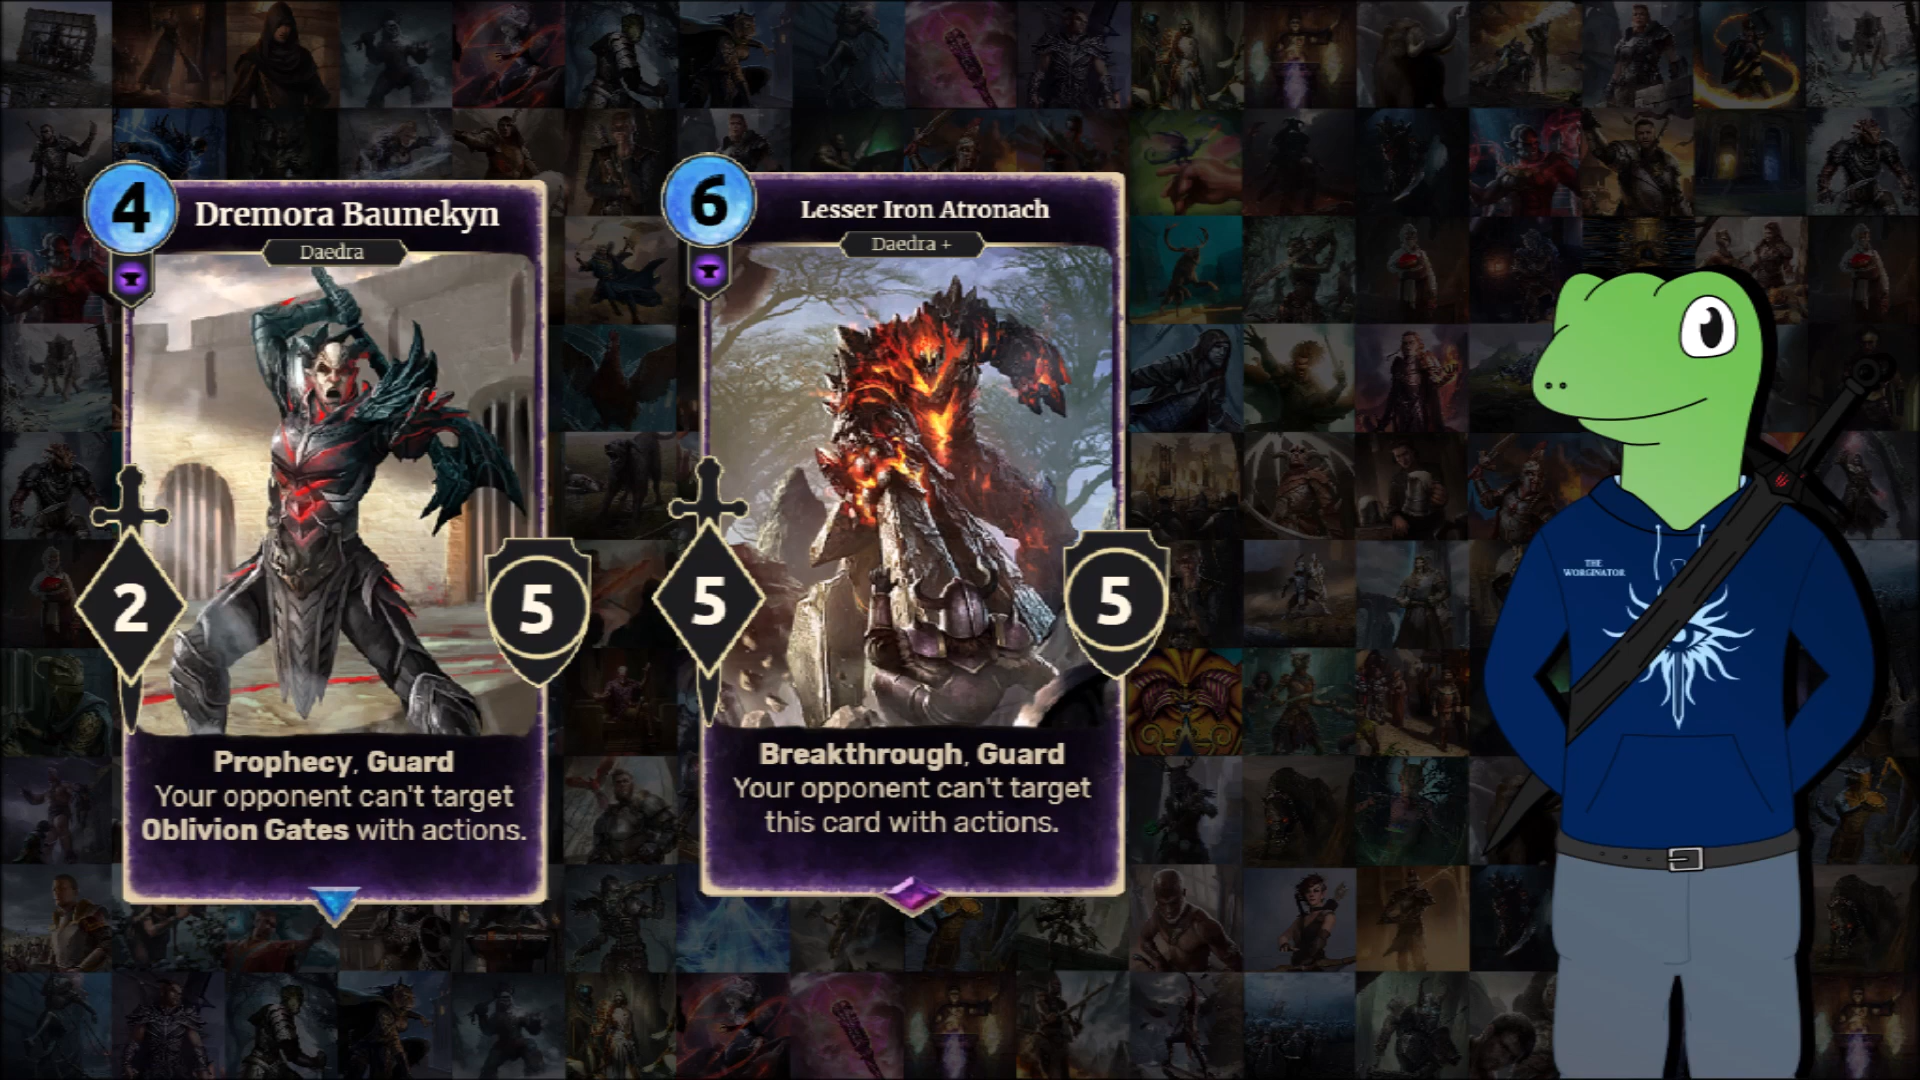 4
Dremora Baunekyn
Daedra
2
5
Prophecy, Guard
Your opponent can't target
Oblivion Gates with actions.
6
Lesser Iron Atronach
Daedra +
5
5
Breakthrough, Guard
Your opponent can't target
this card with actions.
THE
WORGINATOR